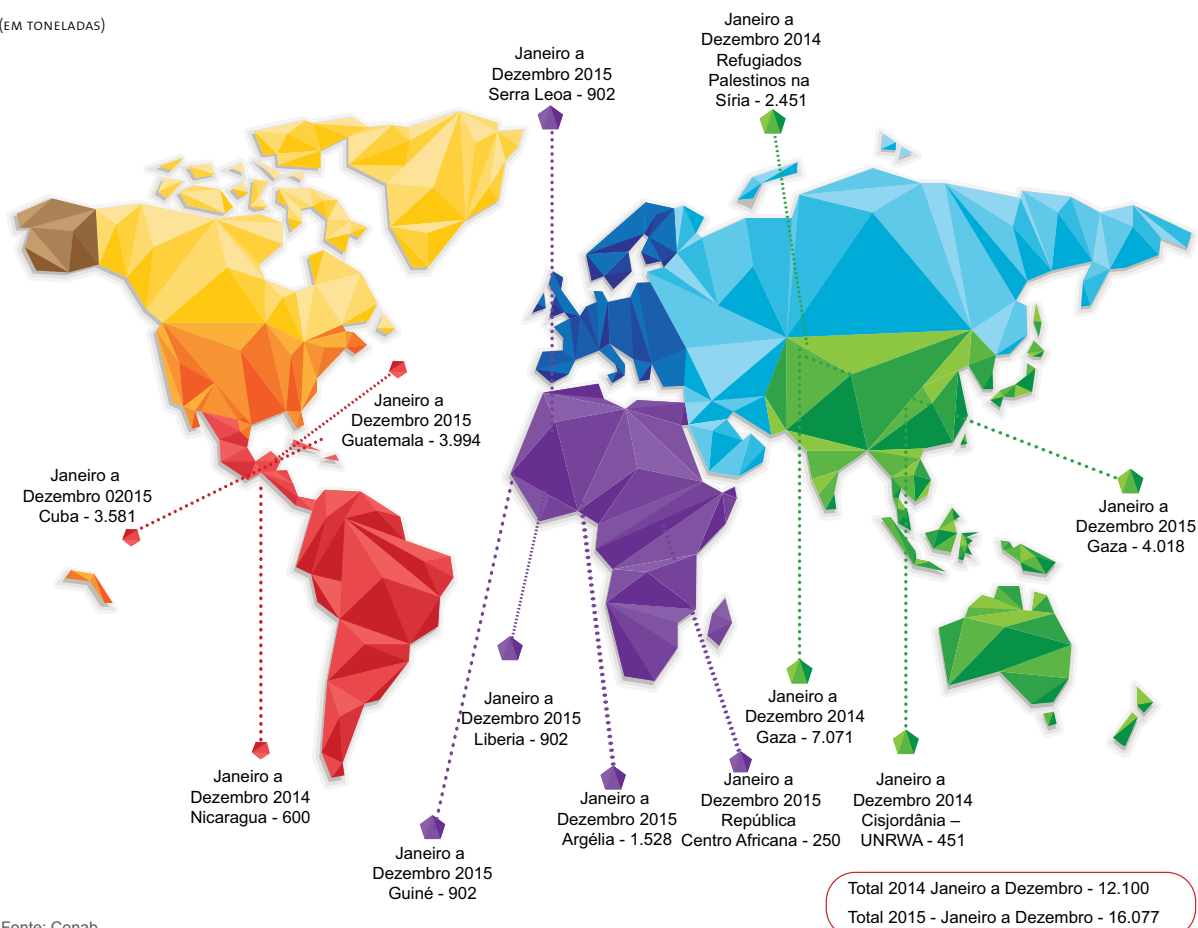 (EM TONELADAS)
Janeiro a
Dezembro 2014
Refugiados
Palestinos na
Síria - 2.451
Janeiro a
Dezembro 2015
Serra Leoa - 902
Janeiro a
Dezembro 2015
Guatemala - 3.994
Janeiro a
Dezembro 02015
Cuba - 3.581
Janeiro a
Dezembro 2015
Gaza - 4.018
Janeiro a
Dezembro 2015
Liberia - 902
Janeiro a
Dezembro 2014
Gaza - 7.071
Janeiro a
Dezembro 2014
Nicaragua - 600
Janeiro a
Dezembro 2015
Argélia - 1.528
Janeiro a
Dezembro 2015
República
Centro Africana - 250
Janeiro a
Dezembro 2014
Cisjordânia –
UNRWA - 451
Janeiro a
Dezembro 2015
Guiné - 902
Total 2014 Janeiro a Dezembro - 12.100
Total 2015 - Janeiro a Dezembro - 16.077
Fonte: Conab